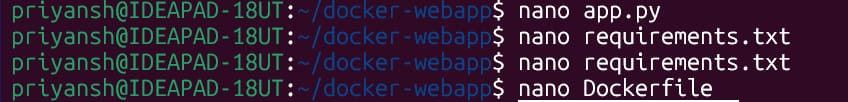 priyansh@IDEAPAD-18UT:~/docker-webapp$ nano app.py
priyansh@IDEAPAD-18UT:~/docker-webapp$ nano requirements.txt
priyansh@IDEAPAD-18UT:~/docker-webapp$ nano requirements.txt
priyansh@IDEAPAD-18UT:~/docker-webapp$ nano Dockerfile